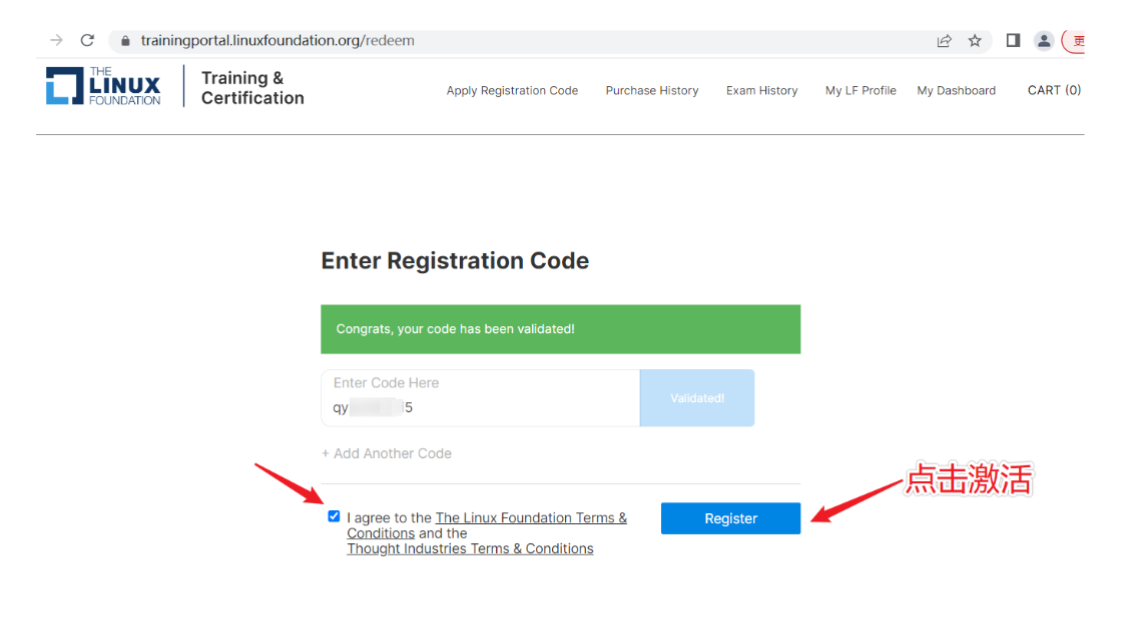 trainingportal.linuxfoundation.org/redeem
THE
LINUX
FOUNDATION
Training &
Certification
Apply Registration Code
Purchase History
Exam History
My LF Profile
My Dashboard
CART (0)
Enter Registration Code
Congrats, your code has been validated!
Enter Code Here
qy
5
Validated!
+ Add Another Code
点击激活
I agree to the The Linux Foundation Terms &
Conditions and the
Thought Industries Terms & Conditions
Register